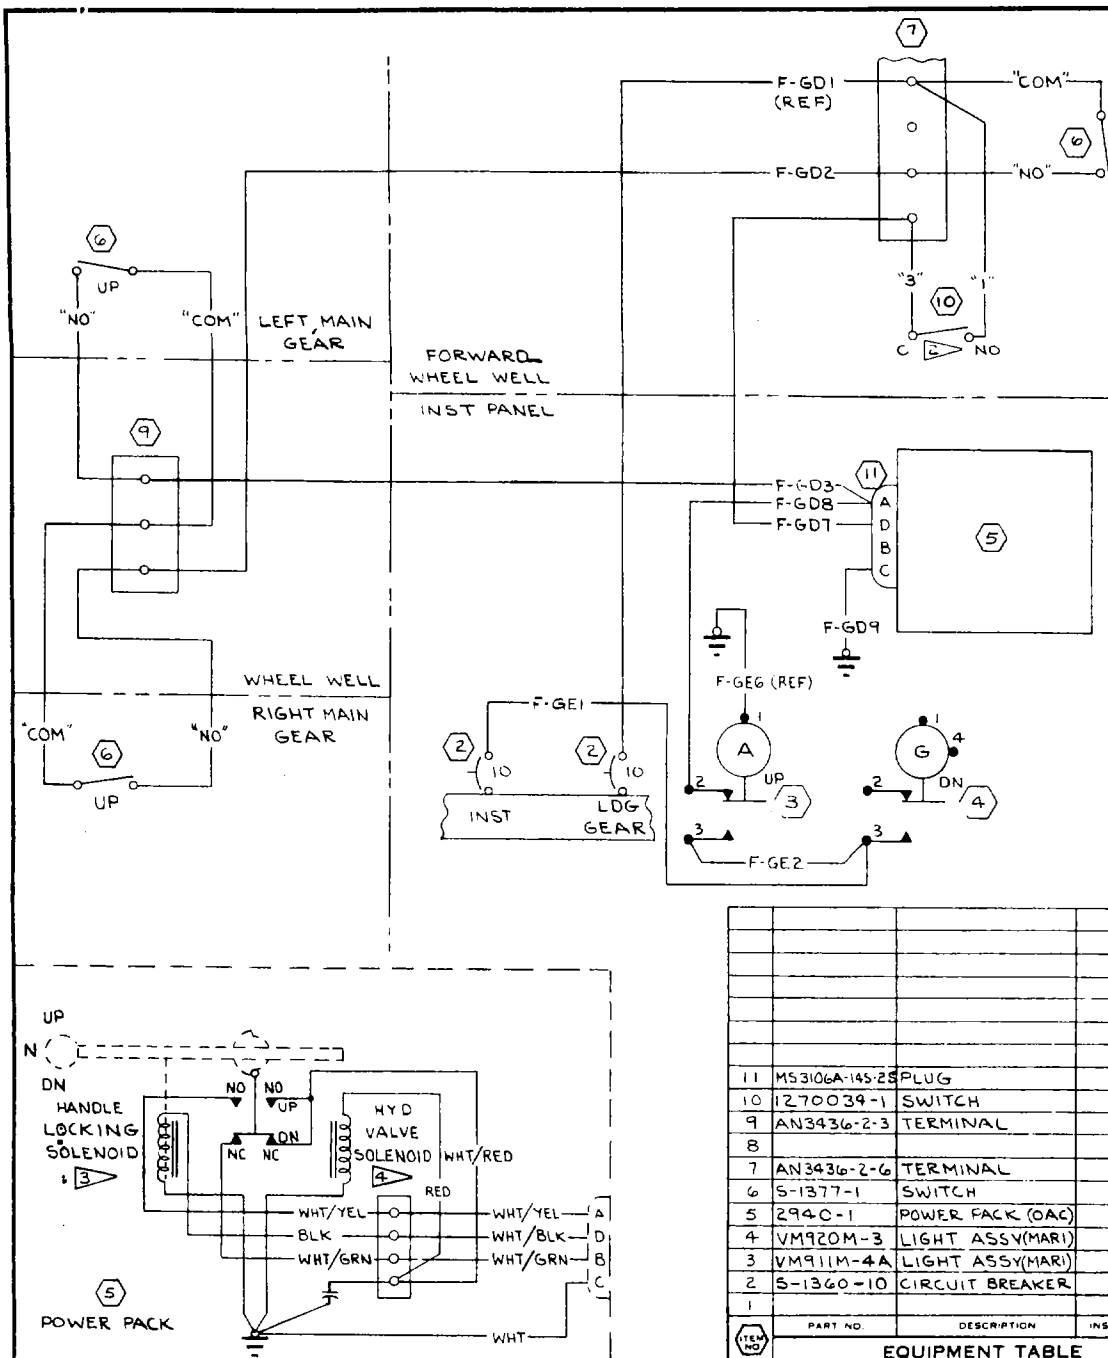 7
F-GD1
(REF)
"COM"
6
F-GD2
"NO"
6
UP
"NO"
"COM"
"3"
"1"
10
C
2
NO
LEFT MAIN
GEAR
FORWARD
WHEEL WELL
INST PANEL
9
F-GD3
11
F-GD8
A
F-GD7
D
B
C
5
F-GD9
WHEEL WELL
RIGHT MAIN
GEAR
F-GE6 (REF)
F-GE1
"COM"
"NO"
6
UP
2
10
2
10
1
A
UP
1
4
G
DN
2
3
2
4
INST
LDG
GEAR
3
3
F-GE2
UP
N
DN
NO
NO
UP
HANDLE
LOCKING
SOLENOID
3
DN
NC
NC
HYD
VALVE
SOLENOID
4
WHT/RED
RED
WHT/YEL
WHT/YEL
A
BLK
WHT/BLK
D
WHT/GRN
WHT/GRN
B
C
5
POWER PACK
WHT
11 MS3106A-14S-2S PLUG
10 1270039-1 SWITCH
9 AN3436-2-3 TERMINAL
8
7 AN3436-2-6 TERMINAL
6 S-1377-1 SWITCH
5 294C-1 POWER PACK (OAC)
4 VM920M-3 LIGHT ASSY(MARI)
3 VM911M-4A LIGHT ASSY(MARI)
2 S-1360-10 CIRCUIT BREAKER
1
ITEM NO
PART NO.
DESCRIPTION
INS
EQUIPMENT TABLE